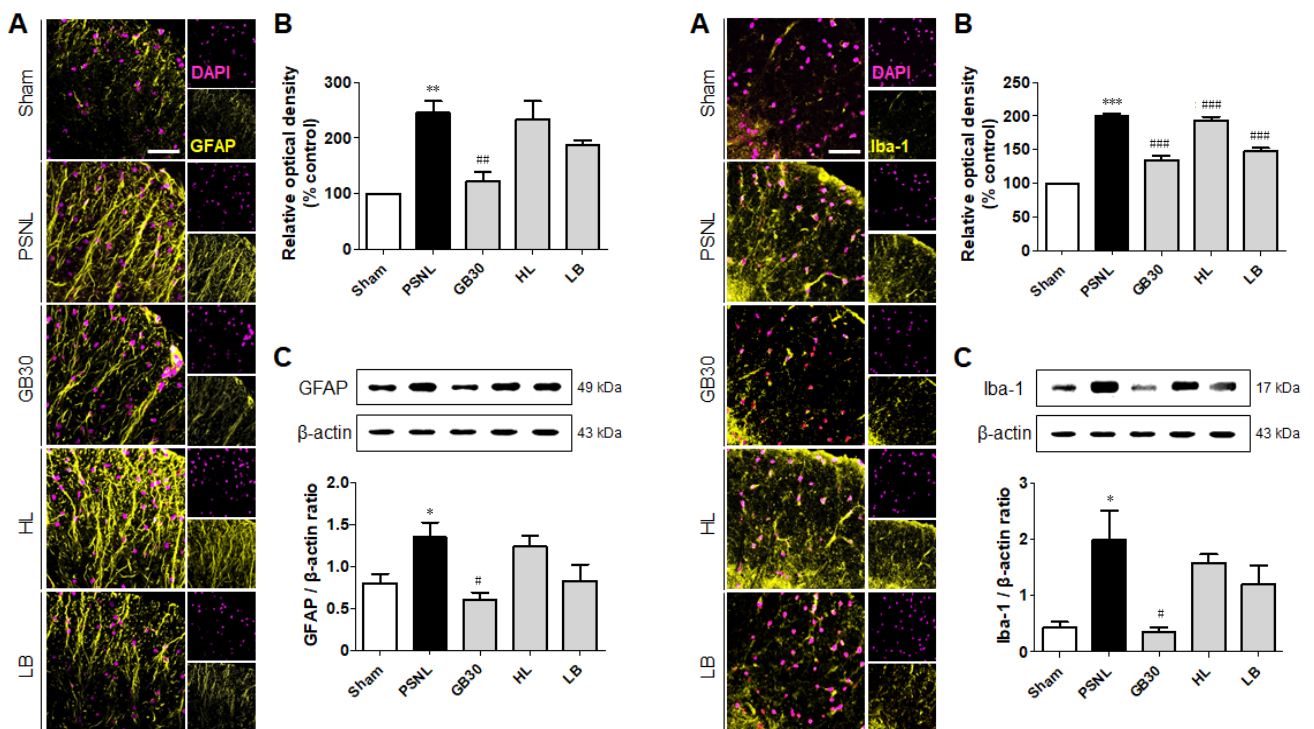 A
Sham
DAPI
GFAP
PSNL
GB30
HL
LB
B
Relative optical density
(% control)
300
200
100
0
**
##
Sham
PSNL
GB30
HL
LB
C
GFAP
49 kDa
β-actin
43 kDa
GFAP / β-actin ratio
2.0
1.5
1.0
0.5
0.0
*
#
Sham
PSNL
GB30
HL
LB
A
Sham
DAPI
Iba-1
PSNL
GB30
HL
LB
B
Relative optical density
(% control)
250
200
150
100
50
0
***
###
###
###
Sham
PSNL
GB30
HL
LB
C
Iba-1
17 kDa
β-actin
43 kDa
Iba-1 / β-actin ratio
3
2
1
0
*
#
Sham
PSNL
GB30
HL
LB